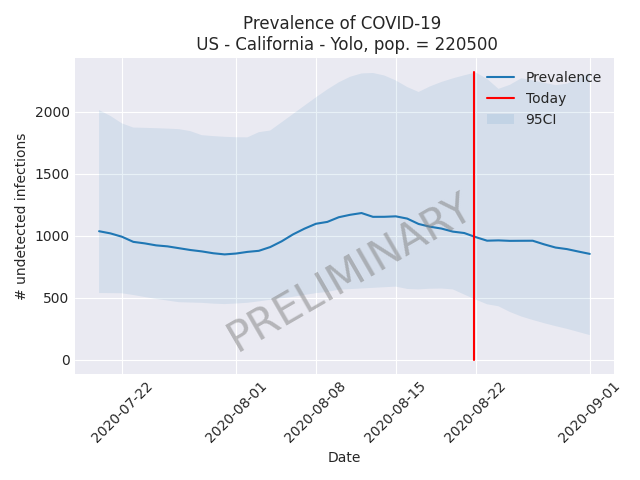 Prevalence of COVID-19
US - California - Yolo, pop. = 220500
Prevalence
Today
95CI
2000
1500
1000
500
0
# undetected infections
PRELIMINARY
2020-07-22
2020-08-01
2020-08-08
2020-08-15
2020-08-22
2020-09-01
Date